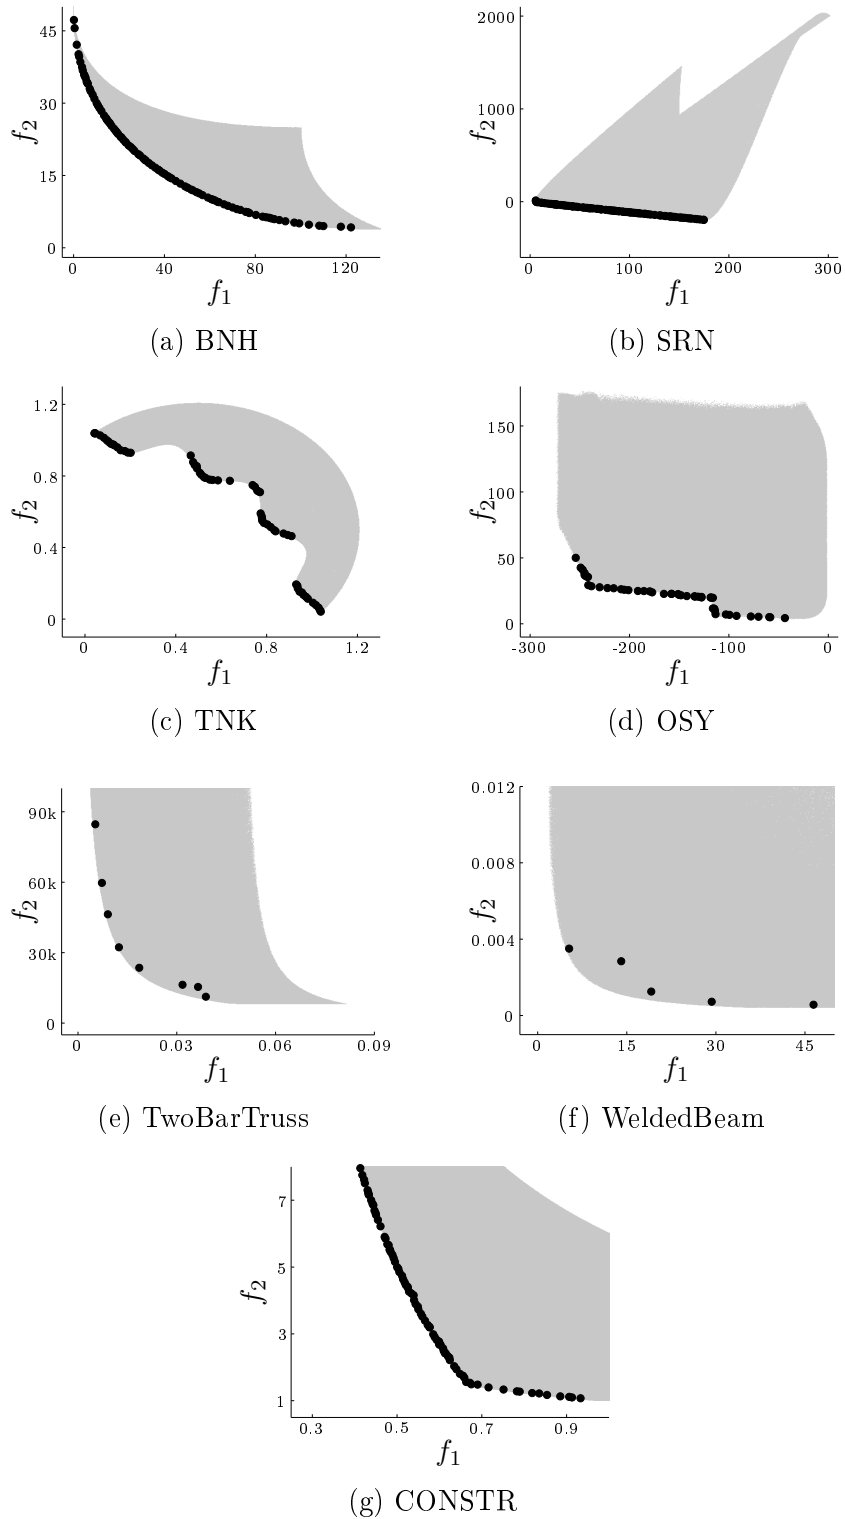 45
30
15
0
f2
0 40 80 120
f1
(a) BNH
2000
1000
0
f2
0 100 200 300
f1
(b) SRN
1.2
0.8
0.4
0
f2
0 0.4 0.8 1.2
f1
(c) TNK
150
100
50
0
f2
-300 -200 -100 0
f1
(d) OSY
90k
60k
30k
0
f2
0 0.03 0.06 0.09
f1
(e) TwoBarTruss
0.012
0.008
0.004
0
f2
0 15 30 45
f1
(f) WeldedBeam
7
5
3
1
f2
0.3 0.5 0.7 0.9
f1
(g) CONSTR